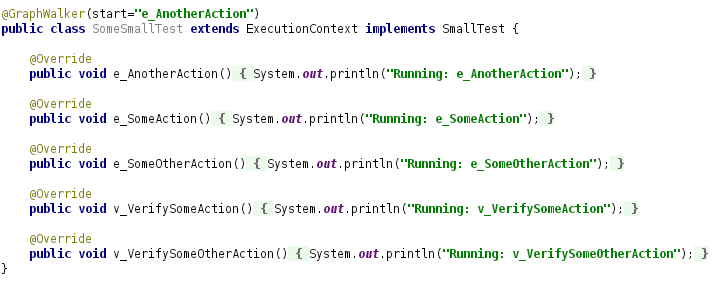 @GraphWalker(start="e_AnotherAction")
public class SomeSmallTest extends ExecutionContext implements SmallTest {
@Override
public void e_AnotherAction() { System.out.println("Running: e_AnotherAction"); }
@Override
public void e_SomeAction() { System.out.println("Running: e_SomeAction"); }
@Override
public void e_SomeOtherAction() { System.out.println("Running: e_SomeOtherAction"); }
@Override
public void v_VerifySomeAction() { System.out.println("Running: v_VerifySomeAction"); }
@Override
public void v_VerifySomeOtherAction() { System.out.println("Running: v_VerifySomeOtherAction"); }
}